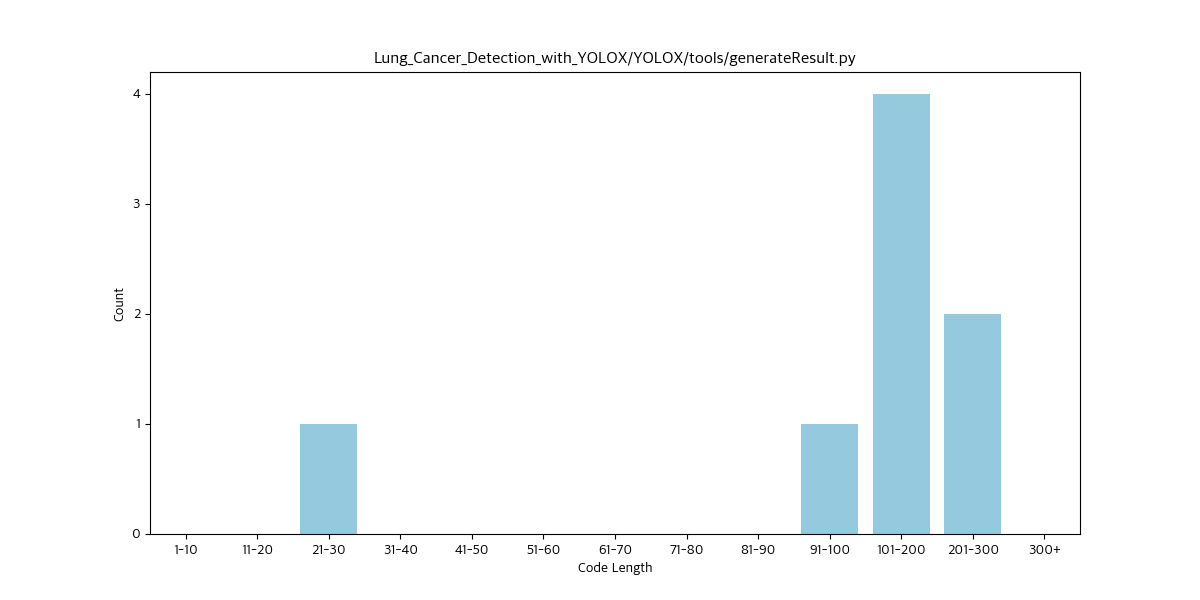 Lung_Cancer_Detection_with_YOLOX/YOLOX/tools/generateResult.py
4
3
2
1
0
Count
1-10 11-20 21-30 31-40 41-50 51-60 61-70 71-80 81-90 91-100 101-200 201-300 300+
Code Length